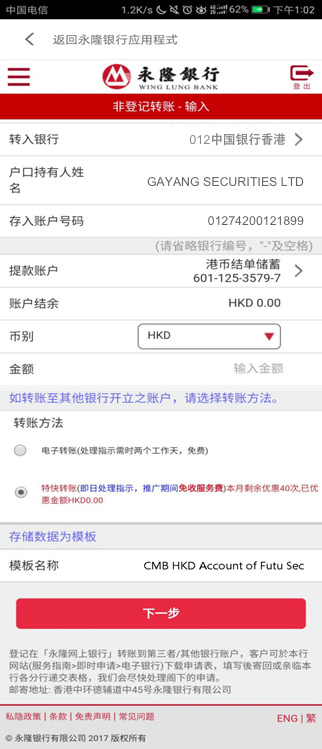 中国电信 1.2K/s 62% 下午1:02
返回永隆银行应用程式
永隆銀行
WING LUNG BANK
登出
非登记转账 - 输入
转入银行 012中国银行香港
户口持有人姓名 GAYANG SECURITIES LTD
存入账户号码 01274200121899
(请省略银行编号，"-"及空格)
提款账户 港币结单储蓄
601-125-3579-7
账户结余 HKD 0.00
币别 HKD
金额 输入金额
如转账至其他银行开立之账户，请选择转账方法。
转账方法
电子转账(处理指示需时两个工作天，免费)
特快转账(即日处理指示，推广期间免收服务费)本月剩余优惠40次,已优
惠金额HKD0.00
存储数据为模板
模板名称 CMB HKD Account of Futu Sec
下一步
登记在「永隆网上银行」转账到第三者/其他银行账户，客户可於本行
网站(服务指南>即时申请>电子银行)下载申请表，填写後寄回或亲临本
行各分行递交表格，我们会尽快处理阁下的申请。
邮寄地址: 香港中环德辅道中45号永隆银行有限公司
私隐政策 | 条款 | 免责声明 | 常见问题 ENG | 繁
© 永隆银行有限公司 2017 版权所有